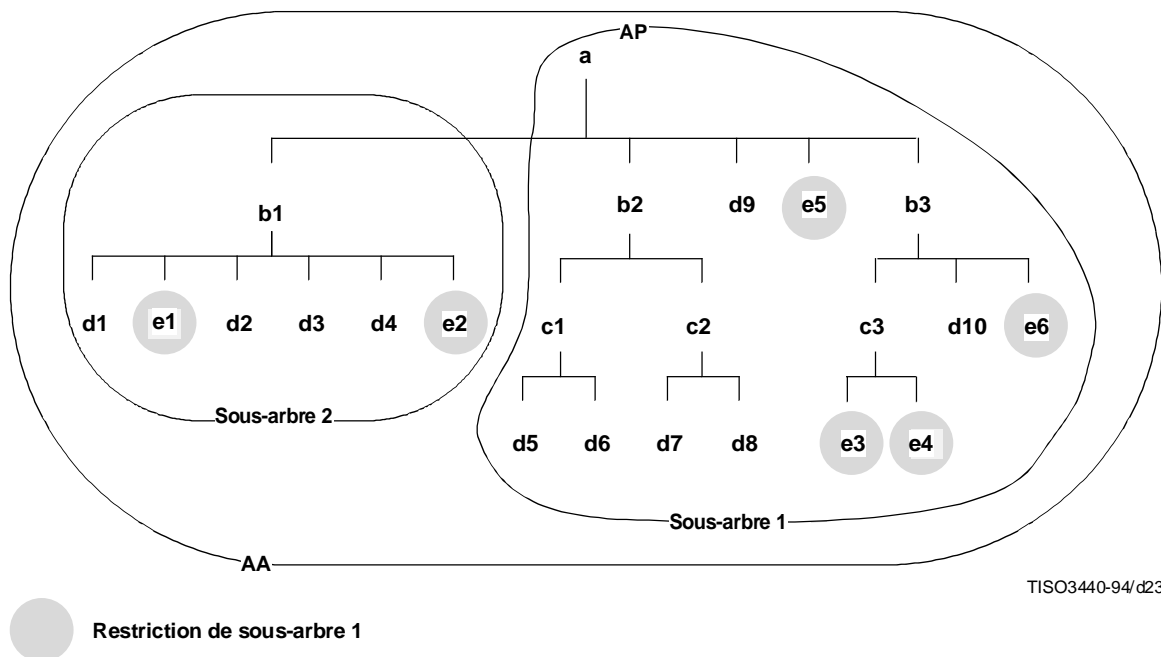 AP
a
b1
b2
d9
e5
b3
d1
e1
d2
d3
d4
e2
c1
c2
c3
d10
e6
Sous-arbre 2
d5
d6
d7
d8
e3
e4
Sous-arbre 1
AA
TISO3440-94/d23
Restriction de sous-arbre 1